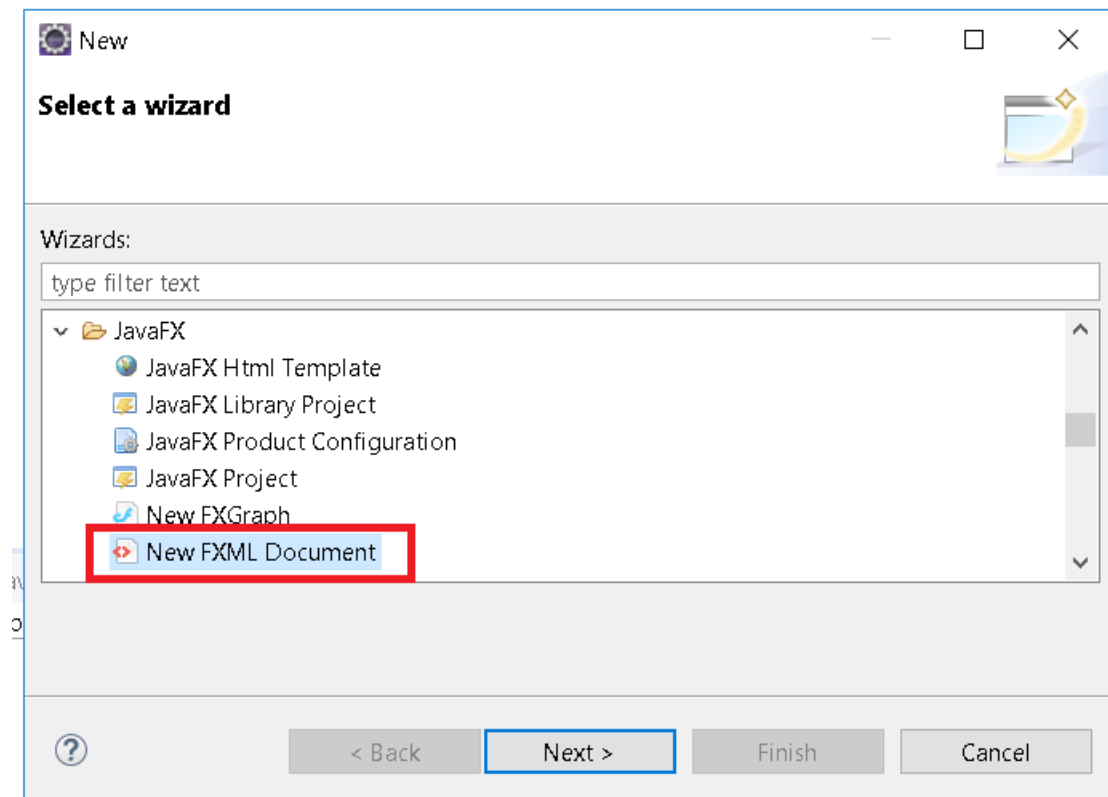 New
Select a wizard
Wizards:
type filter text
JavaFX
JavaFX Html Template
JavaFX Library Project
JavaFX Product Configuration
JavaFX Project
New FXGraph
New FXML Document
< Back Next > Finish Cancel